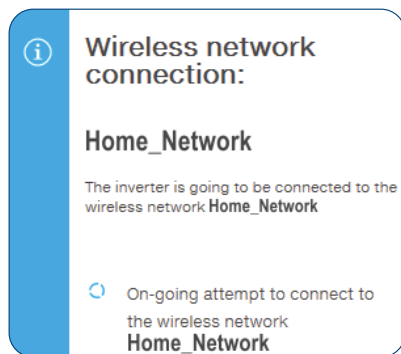 Wireless network
connection:
Home_Network
The inverter is going to be connected to the
wireless network Home_Network
On-going attempt to connect to
the wireless network
Home_Network